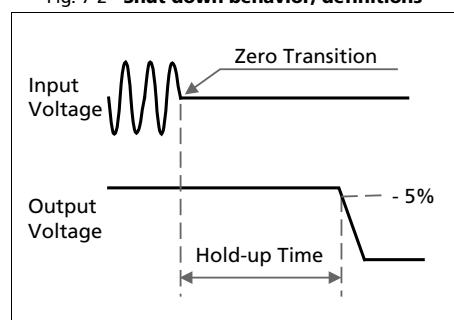 Fig. 7-2 Shut down behavior, definitions
Zero Transition
Input
Voltage
- 5%
Output
Voltage
Hold-up Time